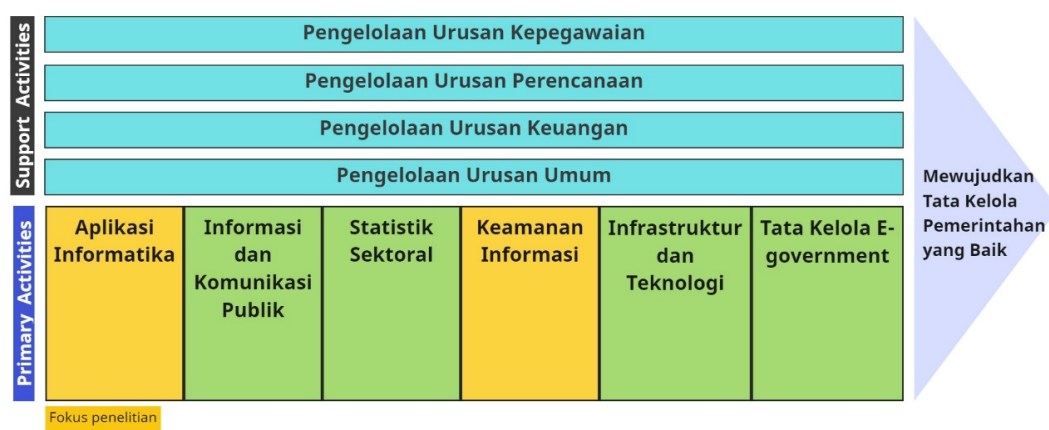 Support Activities
Pengelolaan Urusan Kepegawaian
Pengelolaan Urusan Perencanaan
Pengelolaan Urusan Keuangan
Pengelolaan Urusan Umum
Primary Activities
Aplikasi
Informatika
Informasi
dan
Komunikasi
Publik
Statistik
Sektoral
Keamanan
Informasi
Infrastruktur
dan
Teknologi
Tata Kelola E-
government
Mewujudkan
Tata Kelola
Pemerintahan
yang Baik
Fokus penelitian